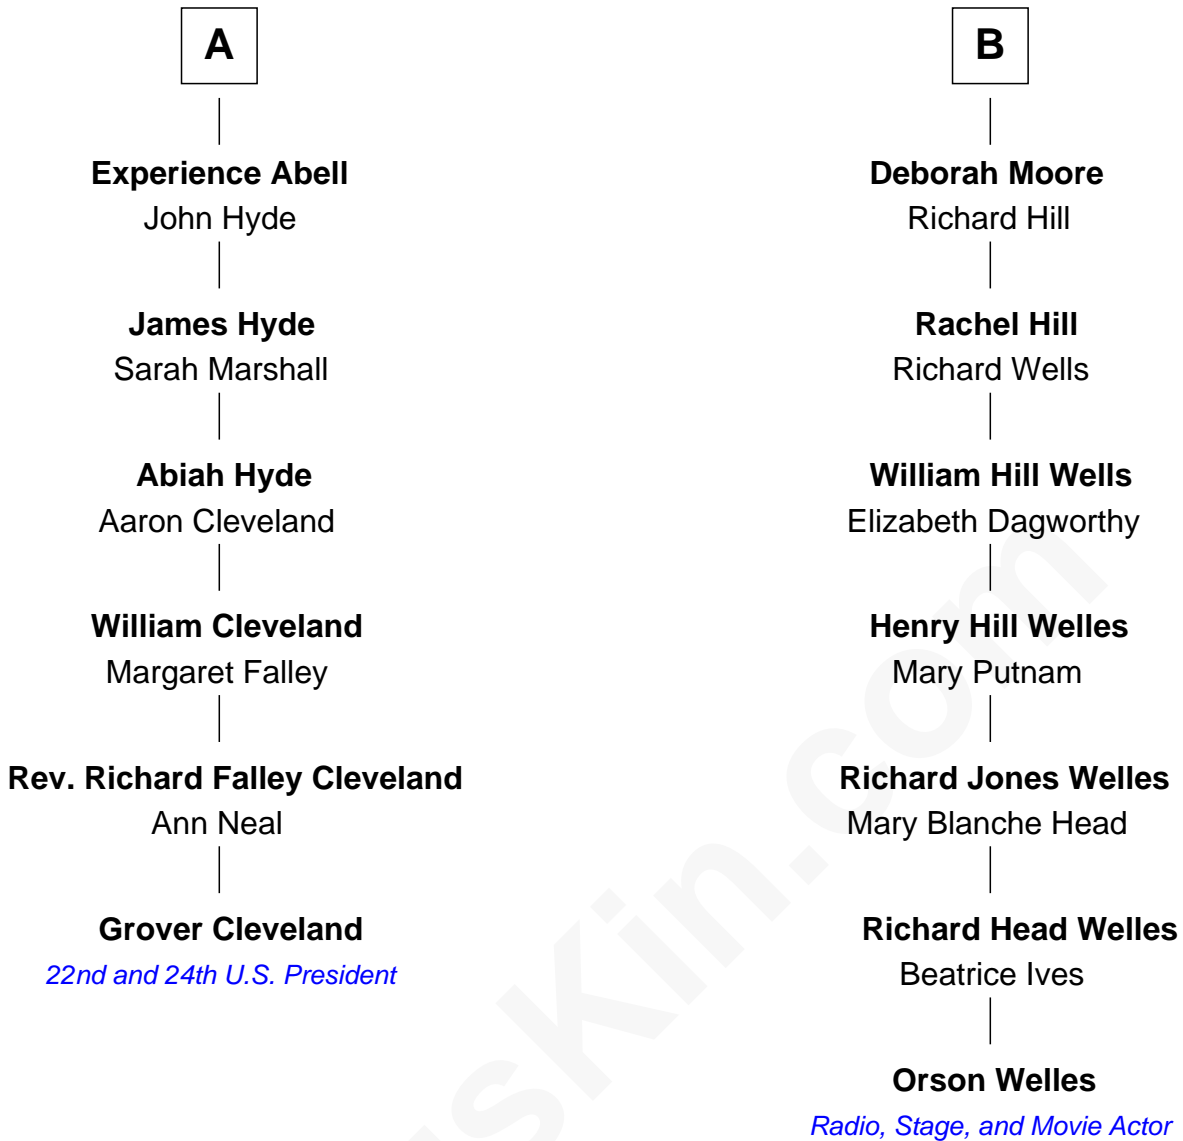 A
Experience Abell
John Hyde
James Hyde
Sarah Marshall
Abiah Hyde
Aaron Cleveland
William Cleveland
Margaret Falley
Rev. Richard Falley Cleveland
Ann Neal
Grover Cleveland
22nd and 24th U.S. President
B
Deborah Moore
Richard Hill
Rachel Hill
Richard Wells
William Hill Wells
Elizabeth Dagworthy
Henry Hill Welles
Mary Putnam
Richard Jones Welles
Mary Blanche Head
Richard Head Welles
Beatrice Ives
Orson Welles
Radio, Stage, and Movie Actor